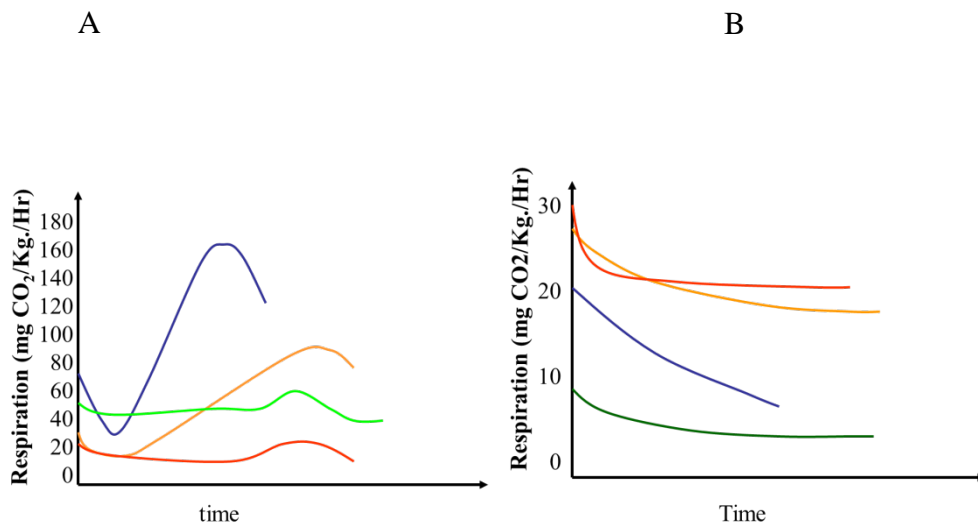 A
B
Respiration (mg CO₂/Kg./Hr)
180
160
140
120
100
80
60
40
20
0
time
Respiration (mg CO2/Kg./Hr)
30
20
10
0
Time